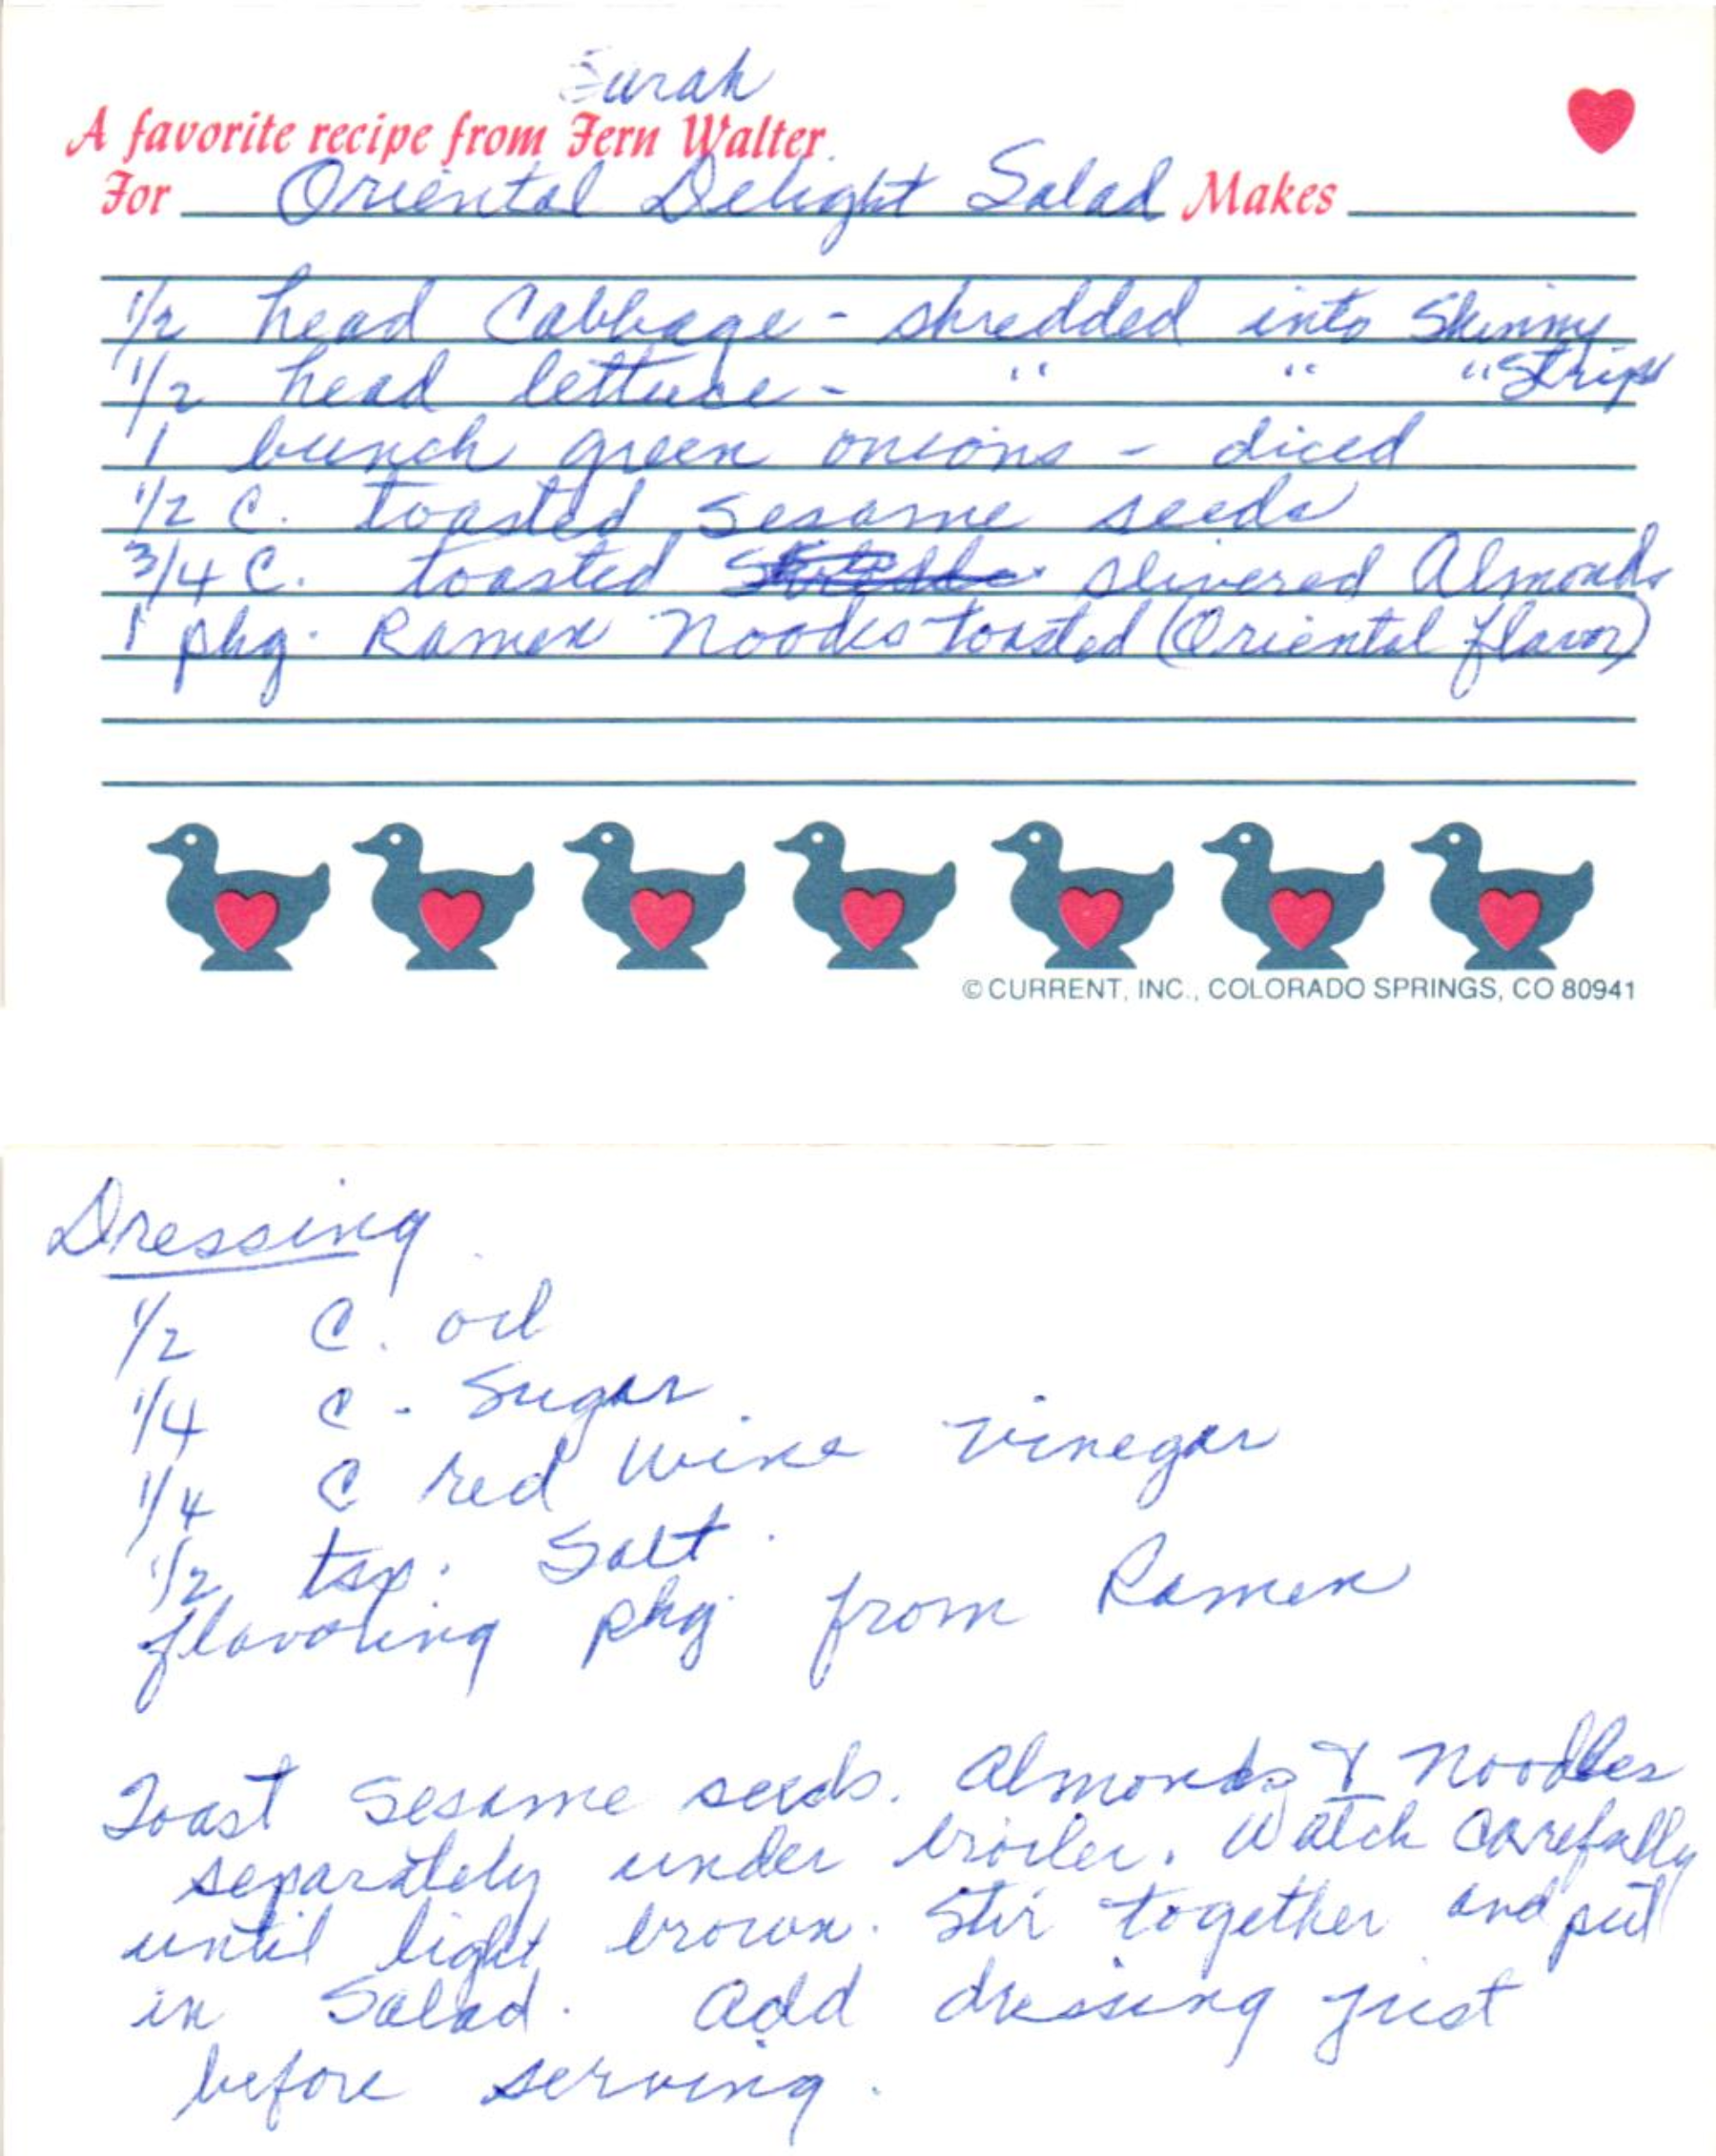 Sarah
A favorite recipe from Fern Walter
For Oriental Delight Salad Makes
1/2 head Cabbage - shredded into Skinny
1/2 head lettuce - " " " Strips
1 bunch green onions - diced
1/2 C. toasted sesame seeds
3/4 C. toasted slivered Almonds
1 pkg. Ramen Noodles toasted (Oriental flavor)
© CURRENT, INC., COLORADO SPRINGS, CO 80941
Dressing
1/2 C. oil
1/4 C. Sugar
1/4 C red wine vinegar
1/2 tsp. Salt
flavoring pkg. from Ramen
Toast sesame seeds. Almonds & Noodles
separately under broiler. Watch carefully
until light brown. Stir together and put
in Salad. Add dressing just
before serving.